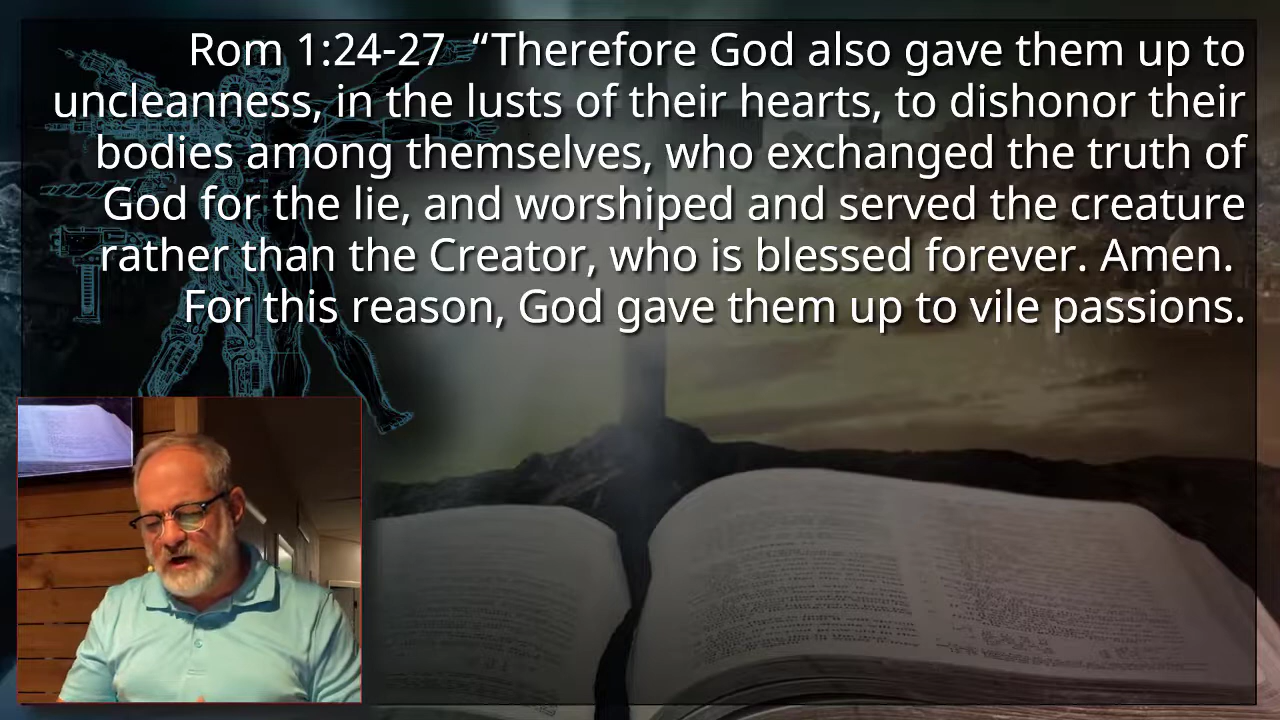 Rom 1:24-27 “Therefore God also gave them up to
uncleanness, in the lusts of their hearts, to dishonor their
bodies among themselves, who exchanged the truth of
God for the lie, and worshiped and served the creature
rather than the Creator, who is blessed forever. Amen.
For this reason, God gave them up to vile passions.